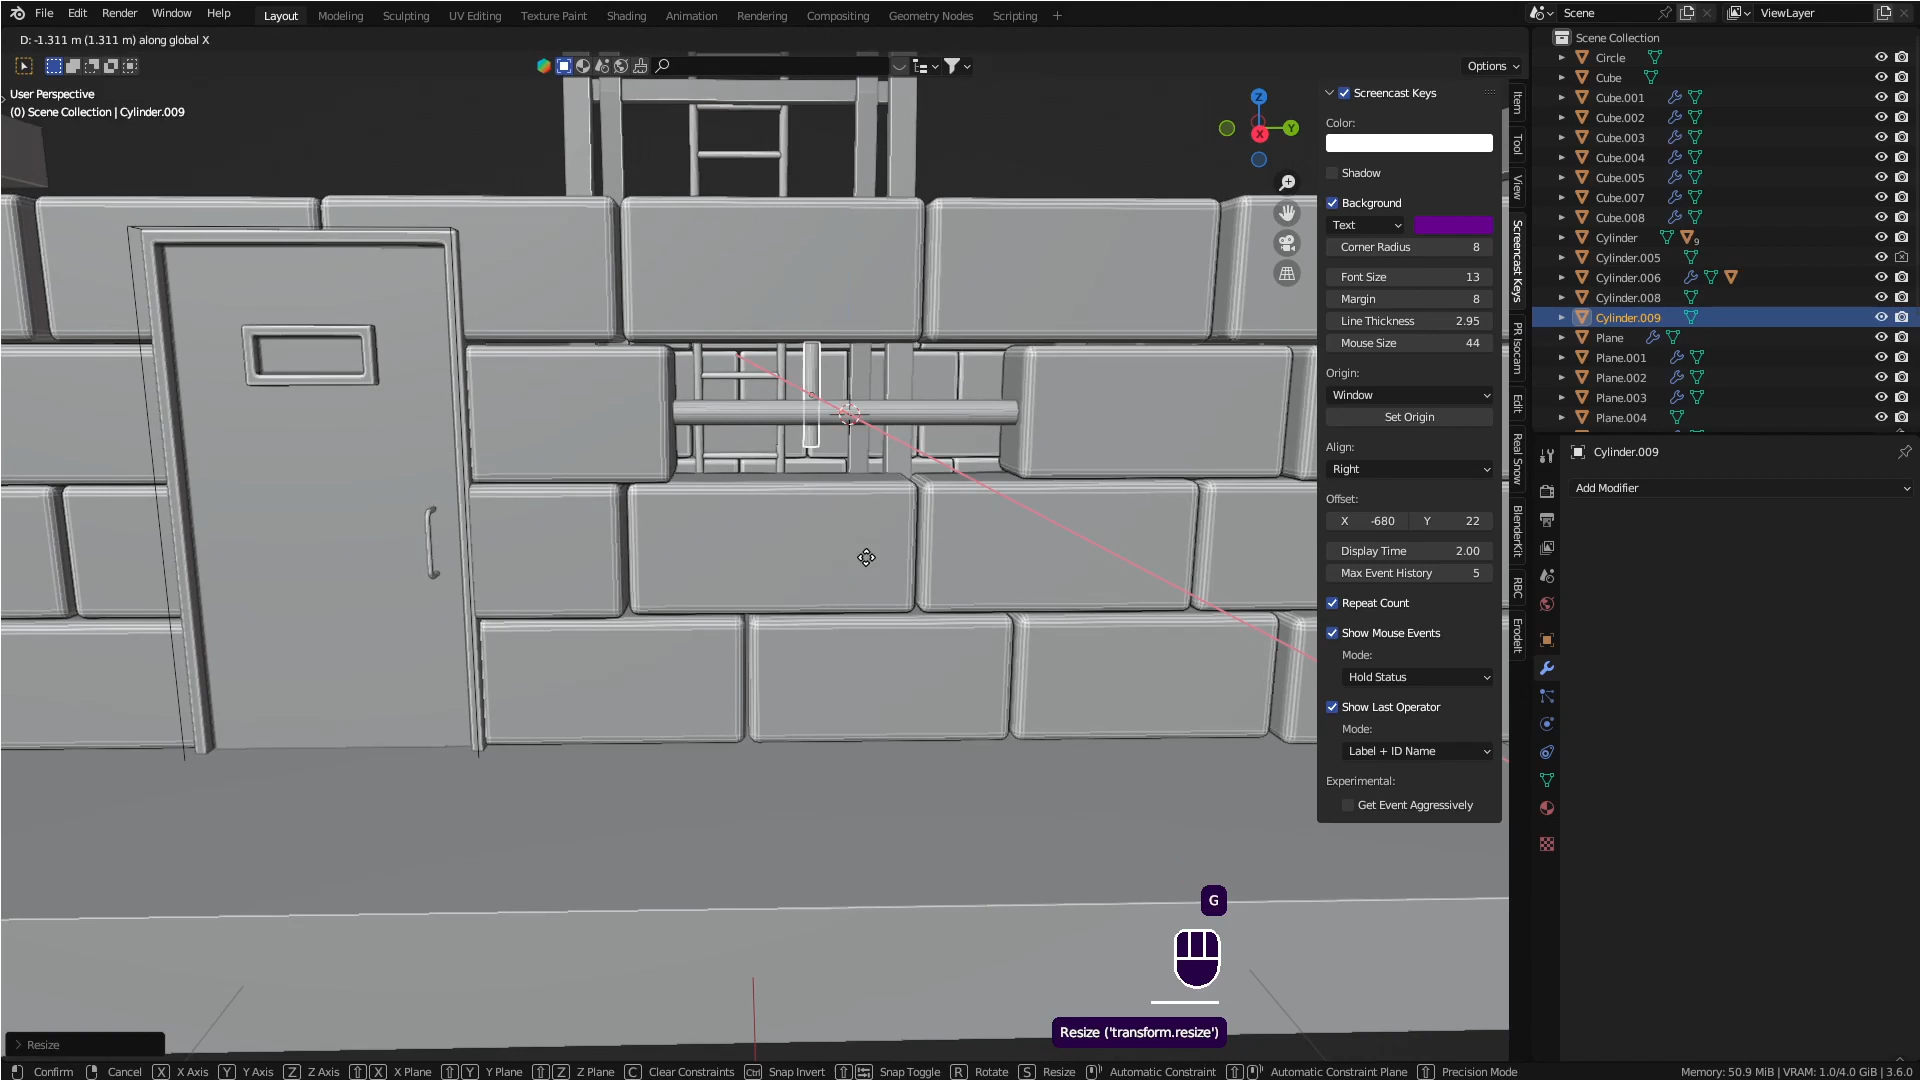 File Edit Render Window Help Layout Modeling Sculpting UV Editing Texture Paint Shading Animation Rendering Compositing Geometry Nodes Scripting + Scene ViewLayer
D: -1.311 m (1.311 m) along global X
Options
User Perspective
(0) Scene Collection | Cylinder.009
Z
Y
X
Screencast Keys
Color:
Shadow
Background
Text
Corner Radius 8
Font Size 13
Margin 8
Line Thickness 2.95
Mouse Size 44
Origin:
Window
Set Origin
Align:
Right
Offset:
X -680 Y 22
Display Time 2.00
Max Event History 5
Repeat Count
Show Mouse Events
Mode:
Hold Status
Show Last Operator
Mode:
Label + ID Name
Experimental:
Get Event Aggressively
Item
Tool
View
Screencast Keys
PR Isocam
Edit
Real Snow
BlenderKit
RBC
Erodelt
Scene Collection
Circle
Cube
Cube.001
Cube.002
Cube.003
Cube.004
Cube.005
Cube.007
Cube.008
Cylinder 9
Cylinder.005
Cylinder.006
Cylinder.008
Cylinder.009
Plane
Plane.001
Plane.002
Plane.003
Plane.004
Cylinder.009
Add Modifier
G
Resize ('transform.resize')
Resize
Confirm Cancel X X Axis Y Y Axis Z Z Axis X X Plane Y Y Plane Z Z Plane C Clear Constraints Ctrl Snap Invert Snap Toggle R Rotate S Resize Automatic Constraint Automatic Constraint Plane Precision Mode Memory: 50.9 MiB | VRAM: 1.0/4.0 GiB | 3.6.0